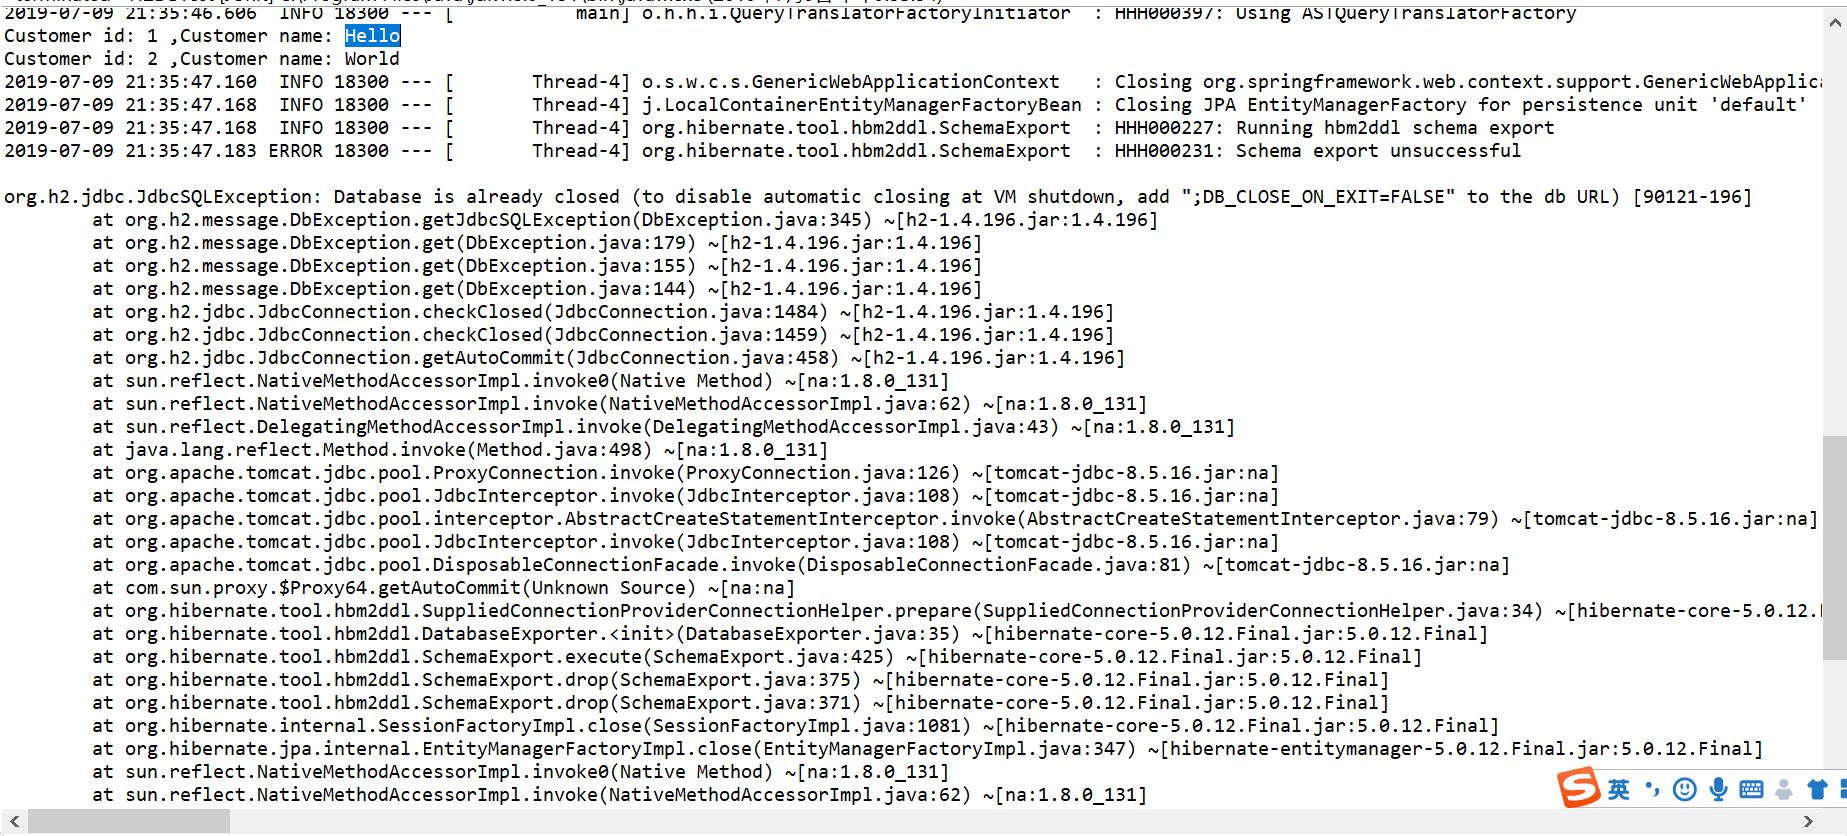 2019-07-09 21:35:46.606  INFO 18300 --- [           main] o.h.h.i.QueryTranslatorFactoryInitiator  : HHH000397: Using ASTQueryTranslatorFactory
Customer id: 1 ,Customer name: Hello
Customer id: 2 ,Customer name: World
2019-07-09 21:35:47.160  INFO 18300 --- [       Thread-4] o.s.w.c.s.GenericWebApplicationContext   : Closing org.springframework.web.context.support.GenericWebApplica
2019-07-09 21:35:47.168  INFO 18300 --- [       Thread-4] j.LocalContainerEntityManagerFactoryBean : Closing JPA EntityManagerFactory for persistence unit 'default'
2019-07-09 21:35:47.168  INFO 18300 --- [       Thread-4] org.hibernate.tool.hbm2ddl.SchemaExport  : HHH000227: Running hbm2ddl schema export
2019-07-09 21:35:47.183 ERROR 18300 --- [       Thread-4] org.hibernate.tool.hbm2ddl.SchemaExport  : HHH000231: Schema export unsuccessful
org.h2.jdbc.JdbcSQLException: Database is already closed (to disable automatic closing at VM shutdown, add ";DB_CLOSE_ON_EXIT=FALSE" to the db URL) [90121-196]
at org.h2.message.DbException.getJdbcSQLException(DbException.java:345) ~[h2-1.4.196.jar:1.4.196]
at org.h2.message.DbException.get(DbException.java:179) ~[h2-1.4.196.jar:1.4.196]
at org.h2.message.DbException.get(DbException.java:155) ~[h2-1.4.196.jar:1.4.196]
at org.h2.message.DbException.get(DbException.java:144) ~[h2-1.4.196.jar:1.4.196]
at org.h2.jdbc.JdbcConnection.checkClosed(JdbcConnection.java:1484) ~[h2-1.4.196.jar:1.4.196]
at org.h2.jdbc.JdbcConnection.checkClosed(JdbcConnection.java:1459) ~[h2-1.4.196.jar:1.4.196]
at org.h2.jdbc.JdbcConnection.getAutoCommit(JdbcConnection.java:458) ~[h2-1.4.196.jar:1.4.196]
at sun.reflect.NativeMethodAccessorImpl.invoke0(Native Method) ~[na:1.8.0_131]
at sun.reflect.NativeMethodAccessorImpl.invoke(NativeMethodAccessorImpl.java:62) ~[na:1.8.0_131]
at sun.reflect.DelegatingMethodAccessorImpl.invoke(DelegatingMethodAccessorImpl.java:43) ~[na:1.8.0_131]
at java.lang.reflect.Method.invoke(Method.java:498) ~[na:1.8.0_131]
at org.apache.tomcat.jdbc.pool.ProxyConnection.invoke(ProxyConnection.java:126) ~[tomcat-jdbc-8.5.16.jar:na]
at org.apache.tomcat.jdbc.pool.JdbcInterceptor.invoke(JdbcInterceptor.java:108) ~[tomcat-jdbc-8.5.16.jar:na]
at org.apache.tomcat.jdbc.pool.interceptor.AbstractCreateStatementInterceptor.invoke(AbstractCreateStatementInterceptor.java:79) ~[tomcat-jdbc-8.5.16.jar:na]
at org.apache.tomcat.jdbc.pool.JdbcInterceptor.invoke(JdbcInterceptor.java:108) ~[tomcat-jdbc-8.5.16.jar:na]
at org.apache.tomcat.jdbc.pool.DisposableConnectionFacade.invoke(DisposableConnectionFacade.java:81) ~[tomcat-jdbc-8.5.16.jar:na]
at com.sun.proxy.$Proxy64.getAutoCommit(Unknown Source) ~[na:na]
at org.hibernate.tool.hbm2ddl.SuppliedConnectionProviderConnectionHelper.prepare(SuppliedConnectionProviderConnectionHelper.java:34) ~[hibernate-core-5.0.12.
at org.hibernate.tool.hbm2ddl.DatabaseExporter.<init>(DatabaseExporter.java:35) ~[hibernate-core-5.0.12.Final.jar:5.0.12.Final]
at org.hibernate.tool.hbm2ddl.SchemaExport.execute(SchemaExport.java:425) ~[hibernate-core-5.0.12.Final.jar:5.0.12.Final]
at org.hibernate.tool.hbm2ddl.SchemaExport.drop(SchemaExport.java:375) ~[hibernate-core-5.0.12.Final.jar:5.0.12.Final]
at org.hibernate.tool.hbm2ddl.SchemaExport.drop(SchemaExport.java:371) ~[hibernate-core-5.0.12.Final.jar:5.0.12.Final]
at org.hibernate.internal.SessionFactoryImpl.close(SessionFactoryImpl.java:1081) ~[hibernate-core-5.0.12.Final.jar:5.0.12.Final]
at org.hibernate.jpa.internal.EntityManagerFactoryImpl.close(EntityManagerFactoryImpl.java:347) ~[hibernate-entitymanager-5.0.12.Final.jar:5.0.12.Final]
at sun.reflect.NativeMethodAccessorImpl.invoke0(Native Method) ~[na:1.8.0_131]
at sun.reflect.NativeMethodAccessorImpl.invoke(NativeMethodAccessorImpl.java:62) ~[na:1.8.0_131]
英